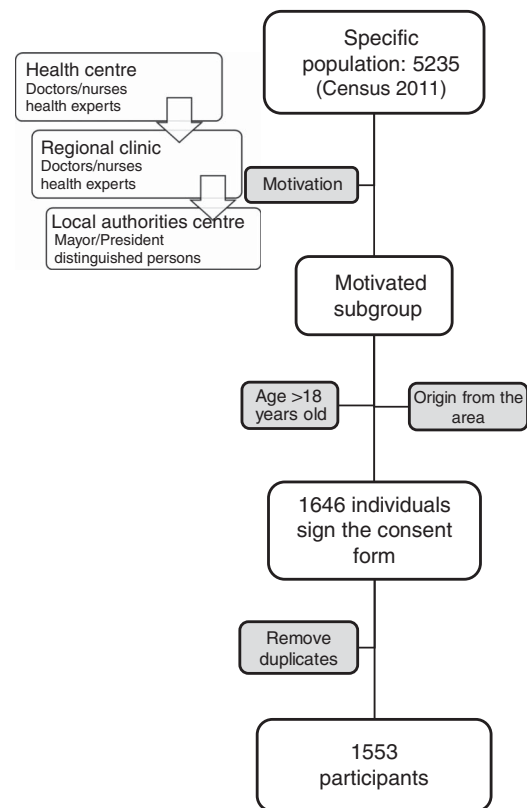 Specific
population: 5235
(Census 2011)
Health centre
Doctors/nurses
health experts
Regional clinic
Doctors/nurses
health experts
Local authorities centre
Mayor/President
distinguished persons
Motivation
Motivated
subgroup
Age >18
years old
Origin from the
area
1646 individuals
sign the consent
form
Remove
duplicates
1553
participants